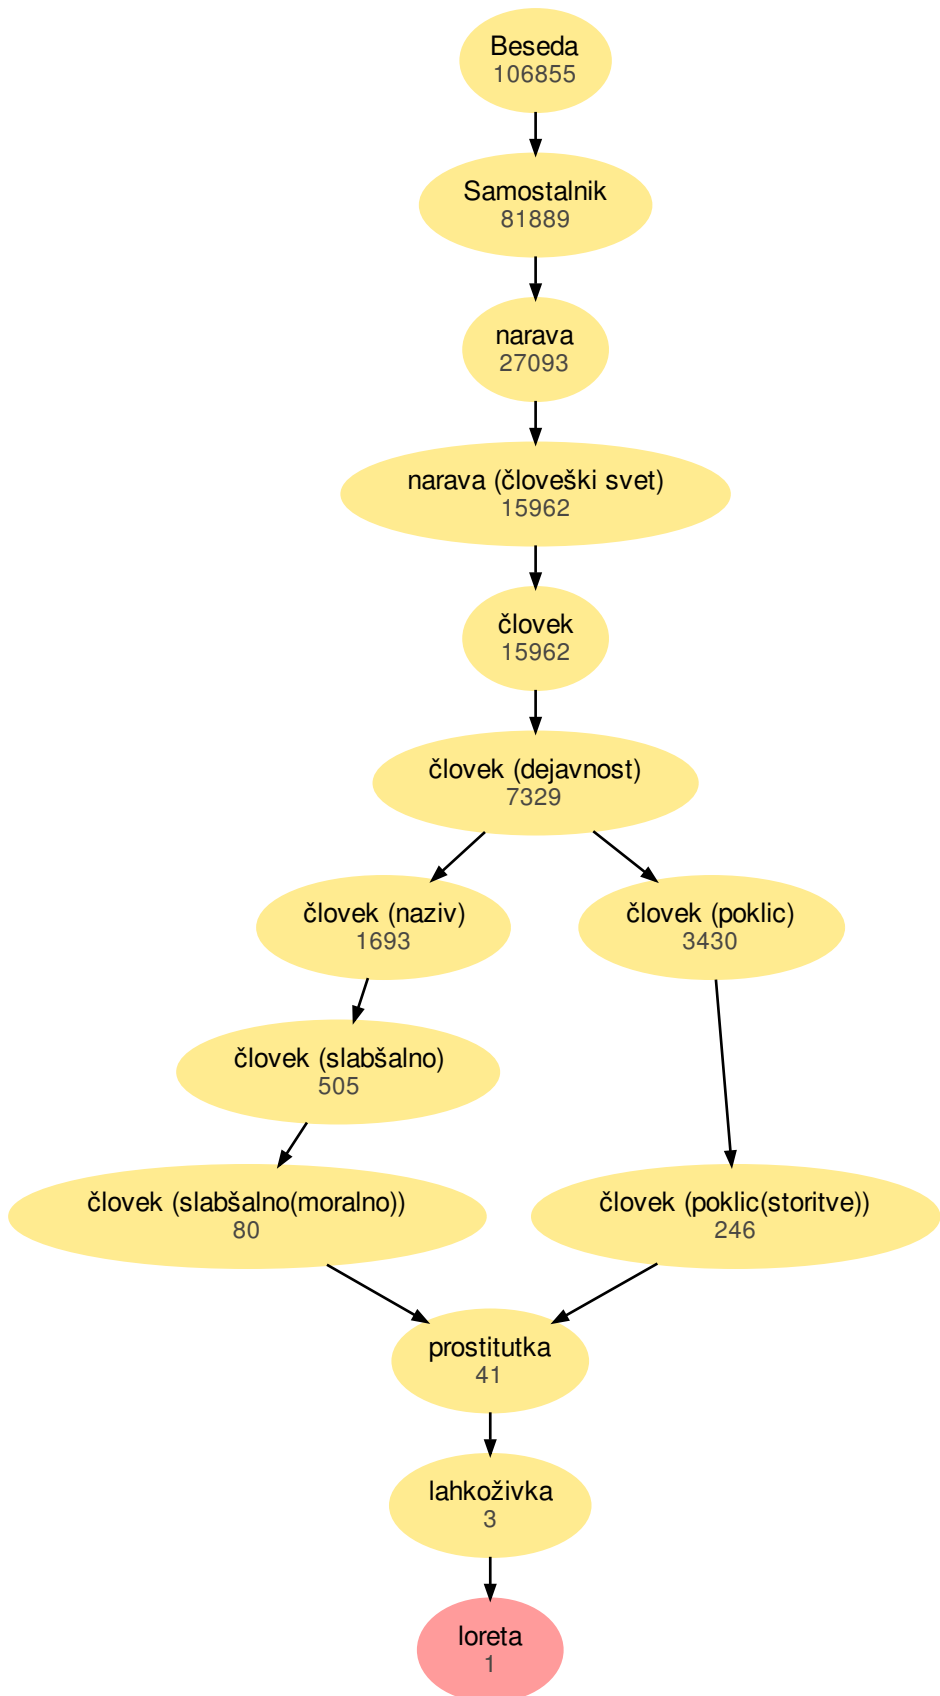 Beseda
106855
Samostalnik
81889
narava
27093
narava (človeški svet)
15962
človek
15962
človek (dejavnost)
7329
človek (naziv)
1693
človek (poklic)
3430
človek (slabšalno)
505
človek (slabšalno(moralno))
80
človek (poklic(storitve))
246
prostitutka
41
lahkoživka
3
loreta
1